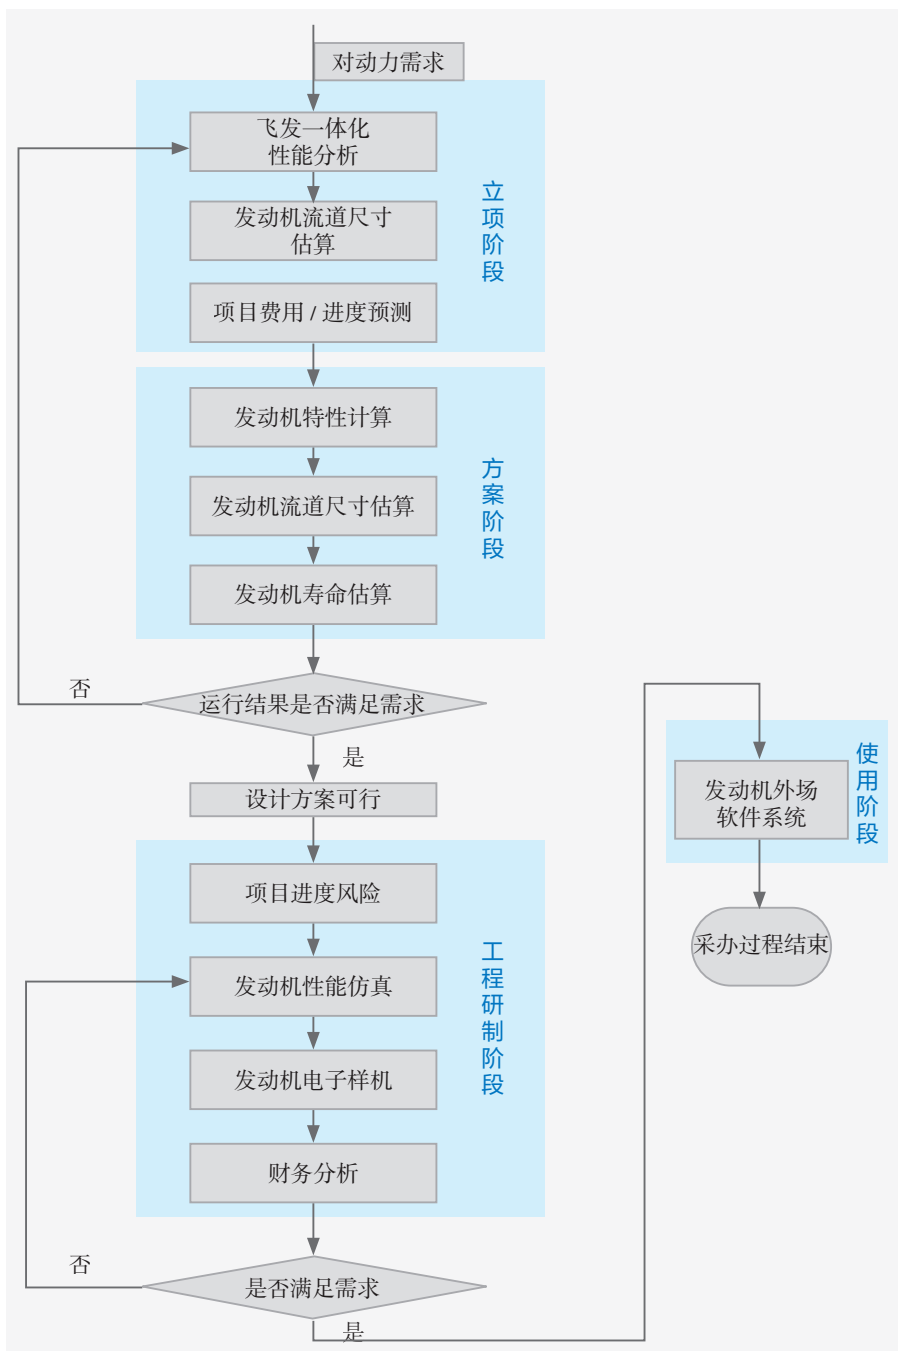 对动力需求
飞发一体化
性能分析
发动机流道尺寸
估算
项目费用 / 进度预测
立项阶段
发动机特性计算
发动机流道尺寸估算
发动机寿命估算
方案阶段
运行结果是否满足需求
否
是
设计方案可行
项目进度风险
发动机性能仿真
发动机电子样机
财务分析
工程研制阶段
是否满足需求
否
是
发动机外场
软件系统
使用阶段
采办过程结束